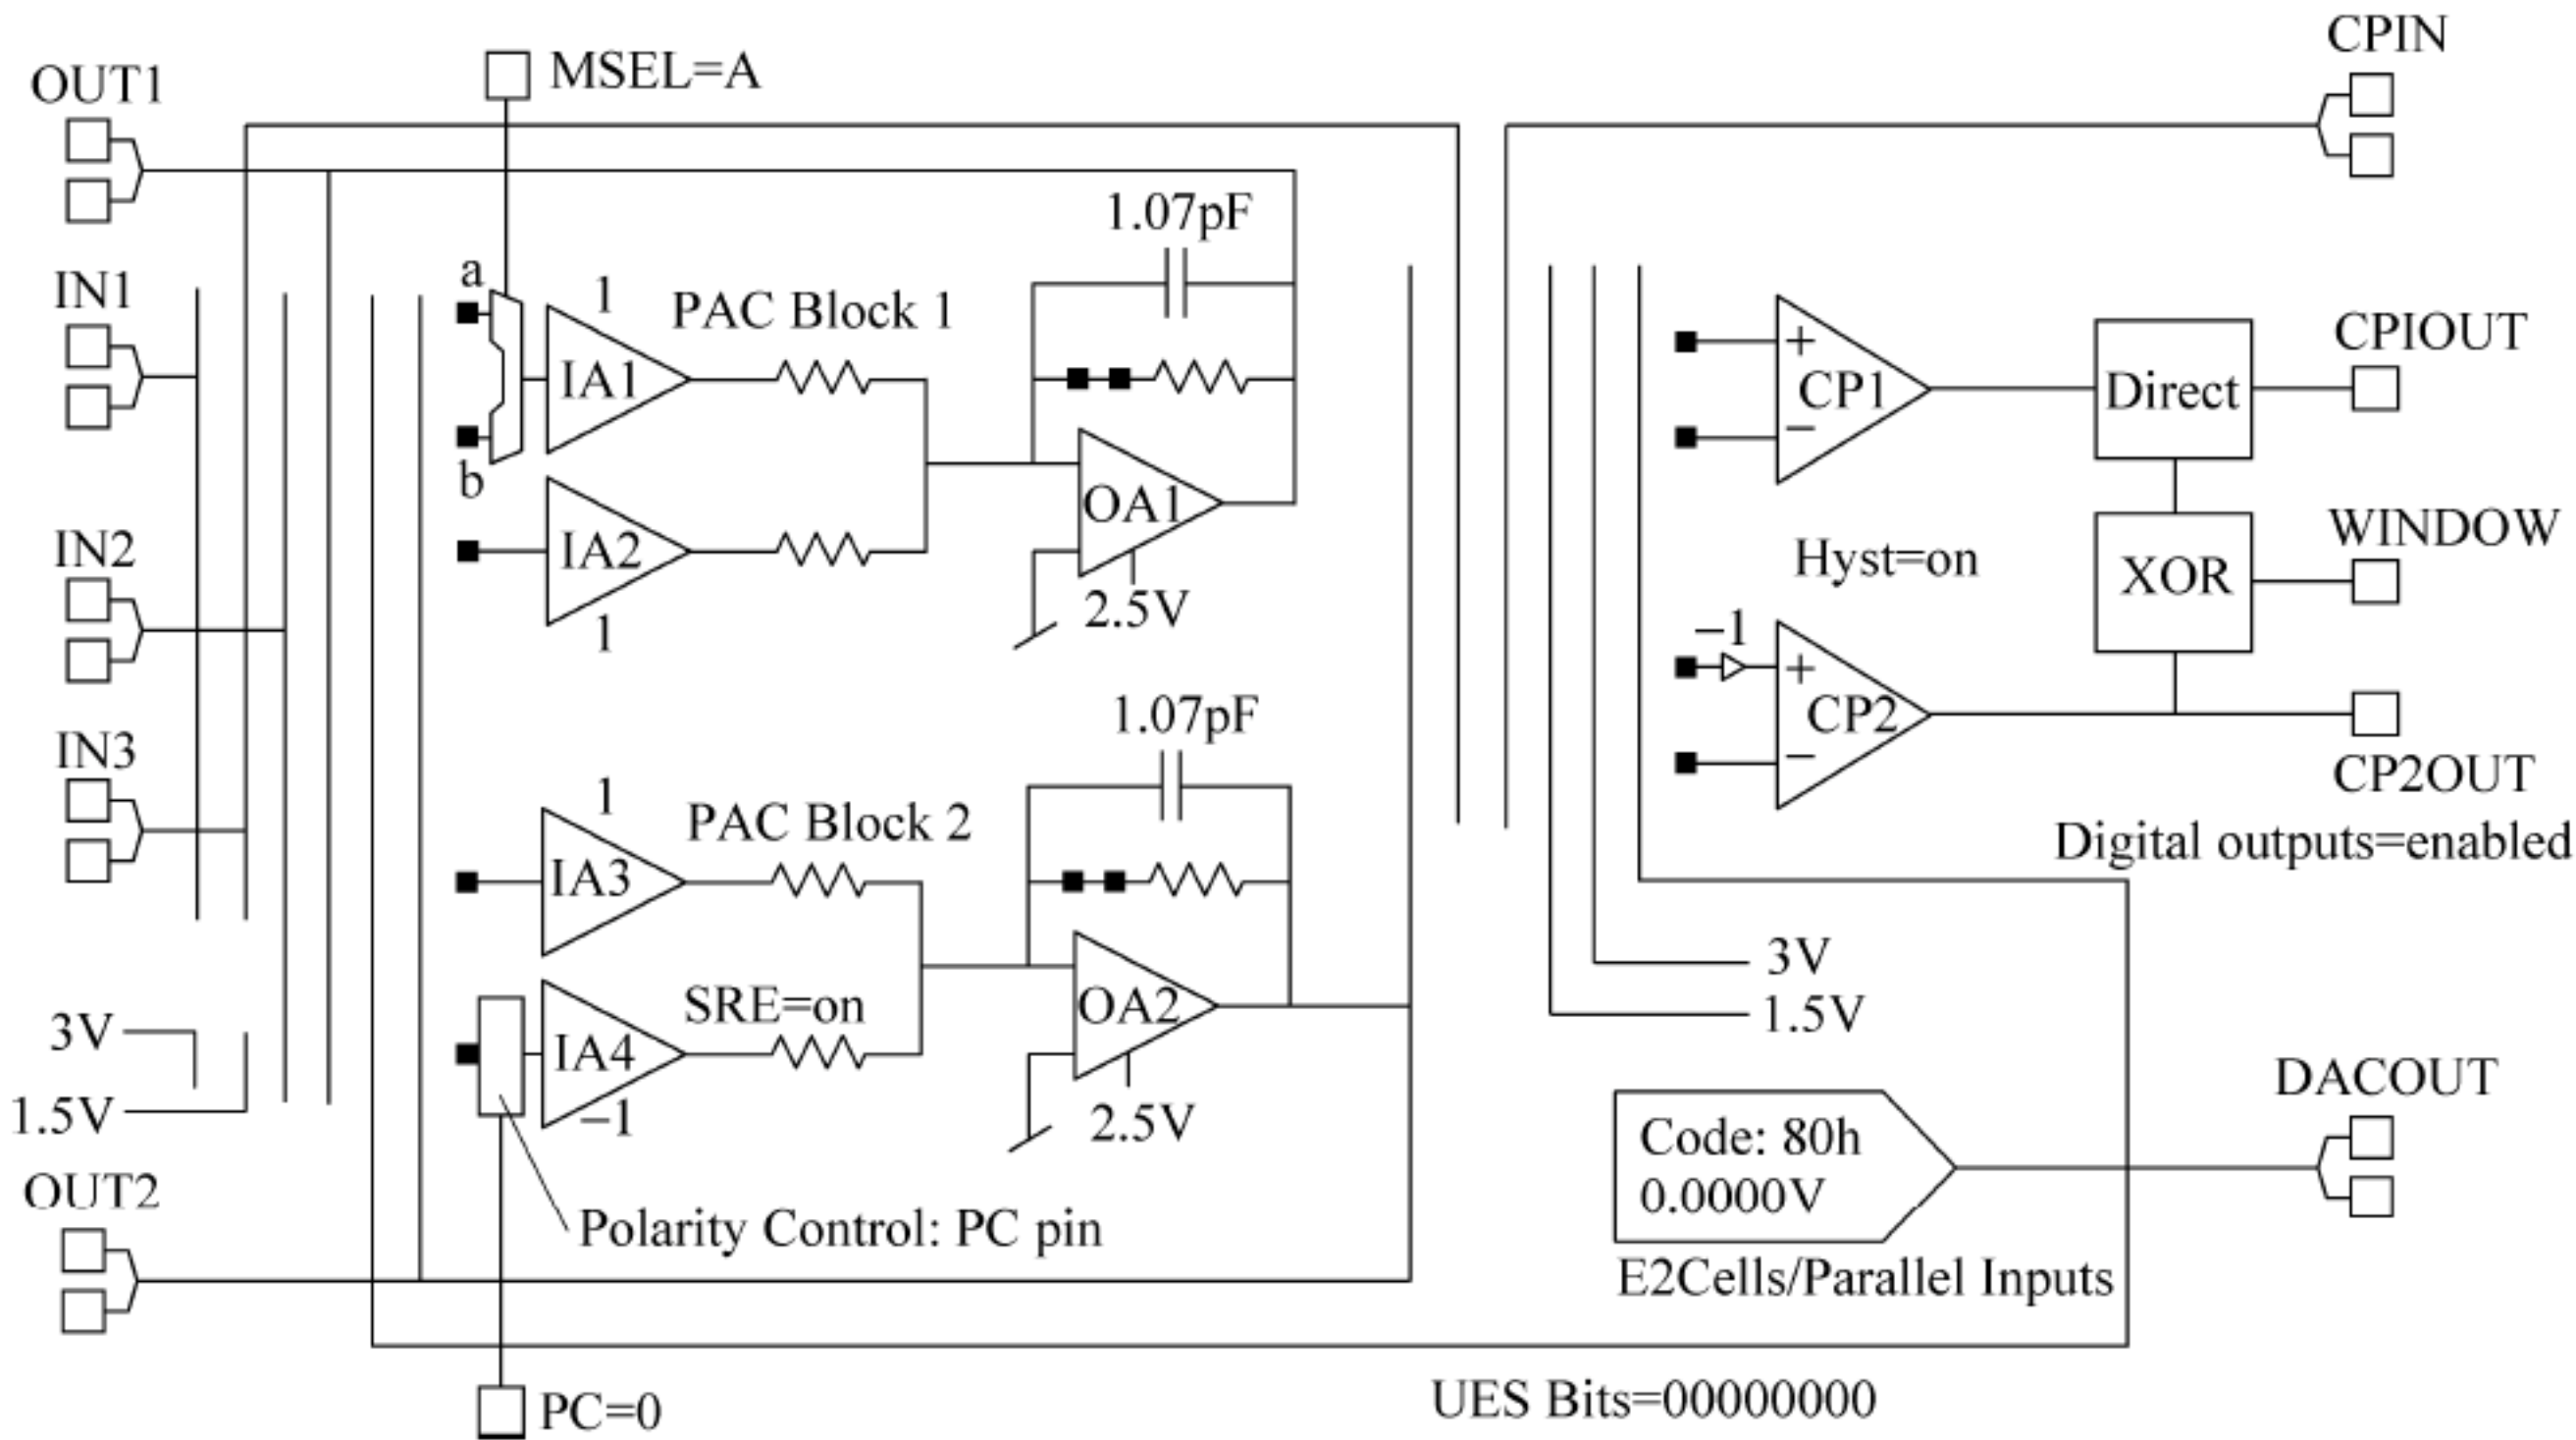 CPIN
OUT1
MSEL=A
1.07pF
a
IN1
1
PAC Block 1
CPIOUT
+
IA1
CP1
Direct
−
b
OA1
IN2
IA2
Hyst=on
WINDOW
XOR
2.5V
1
−1
+
1.07pF
CP2
IN3
−
CP2OUT
1
PAC Block 2
Digital outputs=enabled
IA3
3V
SRE=on
OA2
1.5V
3V
IA4
DACOUT
1.5V
−1
2.5V
Code: 80h
OUT2
0.0000V
Polarity Control: PC pin
E2Cells/Parallel Inputs
PC=0
UES Bits=00000000